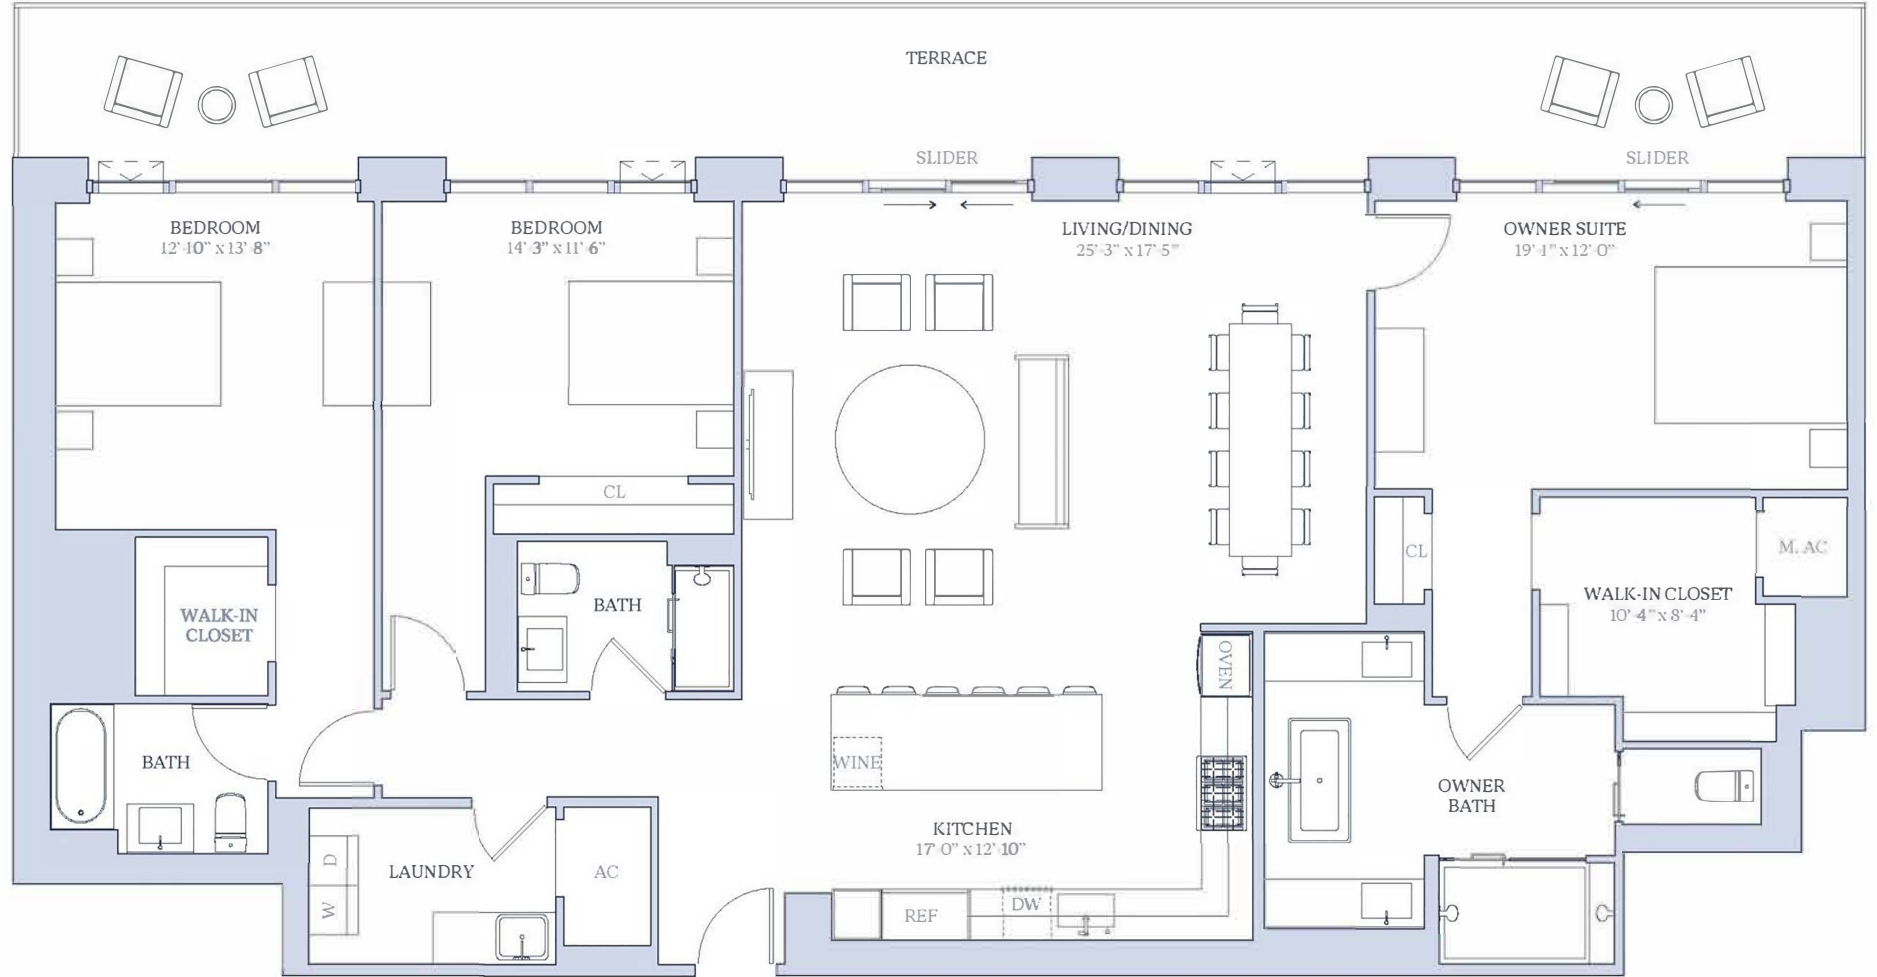 TERRACE
SLIDER
SLIDER
BEDROOM
12'-10" x 13'-8"
BEDROOM
14'-3" x 11'-6"
LIVING/DINING
25'-3" x 17'-5"
OWNER SUITE
19'-1" x 12'-0"
CL
CL
M. AC
WALK-IN
CLOSET
BATH
WALK-IN CLOSET
10'-4" x 8'-4"
OVEN
BATH
WINE
OWNER
BATH
KITCHEN
17'-0" x 12'-10"
LAUNDRY
D
W
AC
REF
DW